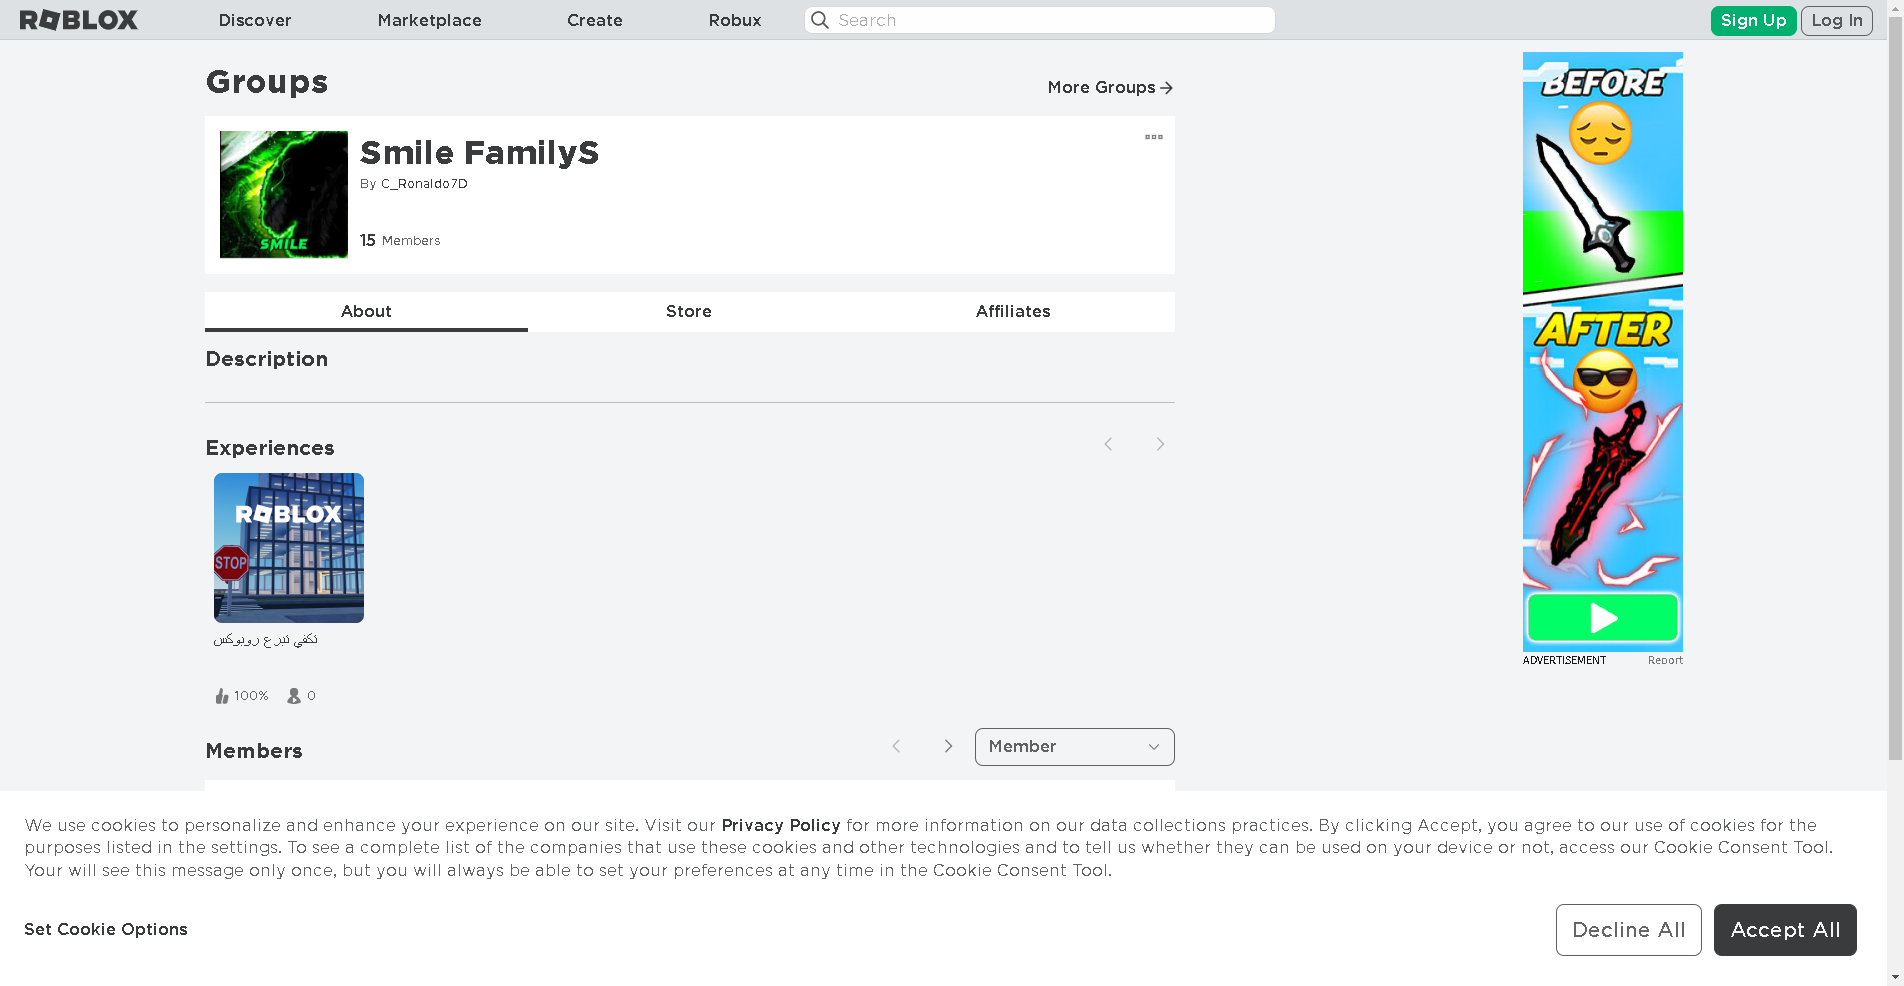 ROBLOX
Discover
Marketplace
Create
Robux
Search
Sign Up
Log In
Groups
More Groups
Smile FamilyS
By C_Ronaldo7D
15 Members
SMILE
About
Store
Affiliates
Description
Experiences
ROBLOX
STOP
تكفي تبرع روبوكس
100%
0
Members
Member
BEFORE
AFTER
ADVERTISEMENT
Report
We use cookies to personalize and enhance your experience on our site. Visit our Privacy Policy for more information on our data collections practices. By clicking Accept, you agree to our use of cookies for the
purposes listed in the settings. To see a complete list of the companies that use these cookies and other technologies and to tell us whether they can be used on your device or not, access our Cookie Consent Tool.
Your will see this message only once, but you will always be able to set your preferences at any time in the Cookie Consent Tool.
Set Cookie Options
Decline All
Accept All